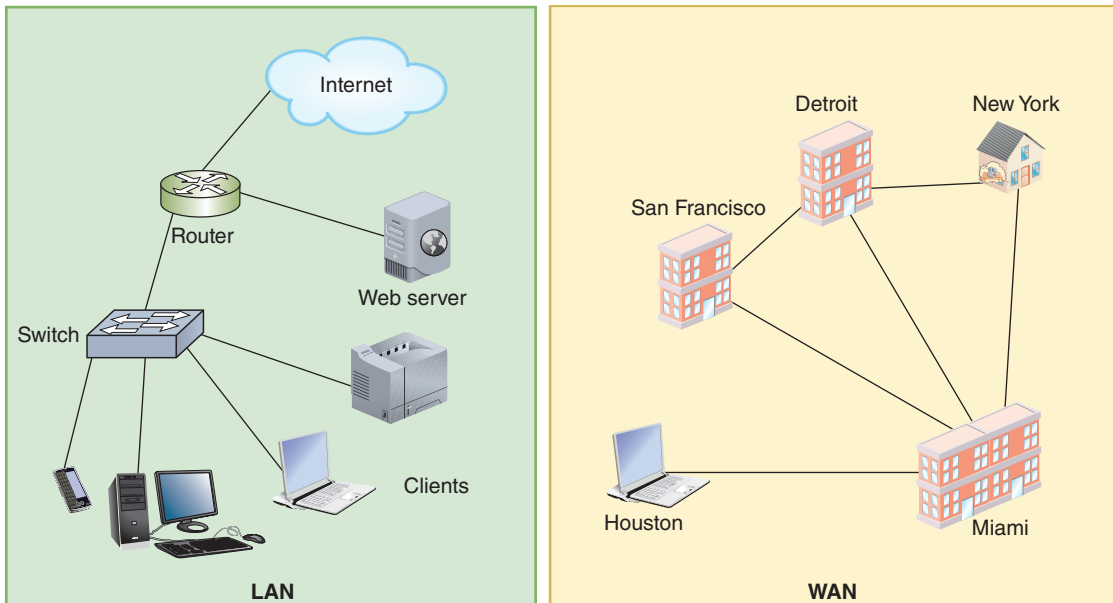 Internet
Router
Web server
Switch
Clients
LAN
Detroit
New York
San Francisco
Houston
Miami
WAN